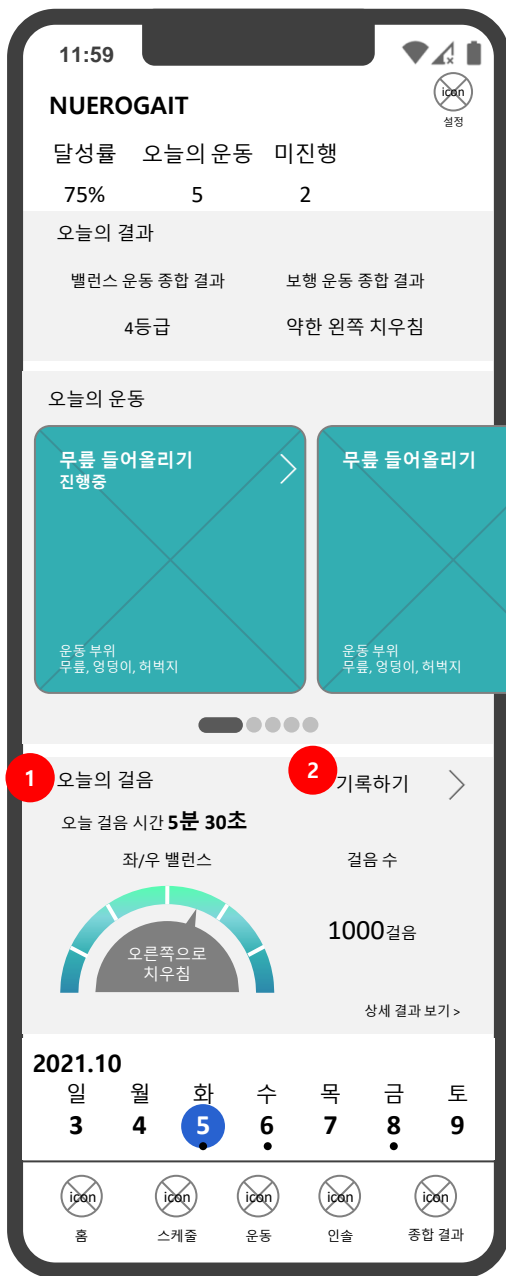 11:59
NUEROGAIT
icon
설정
달성률 오늘의 운동 미진행
75% 5 2
오늘의 결과
밸런스 운동 종합 결과 보행 운동 종합 결과
4등급 약한 왼쪽 치우침
오늘의 운동
무릎 들어올리기
진행중
운동 부위
무릎, 엉덩이, 허벅지
무릎 들어올리기
운동 부위
무릎, 엉덩이, 허벅지
1 오늘의 걸음
2 기록하기
오늘 걸음 시간 5분 30초
좌/우 밸런스 걸음 수
오른쪽으로
치우침
1000걸음
상세 결과 보기 >
2021.10
일 월 화 수 목 금 토
3 4 5 6 7 8 9
icon icon icon icon icon
홈 스케줄 운동 인솔 종합 결과